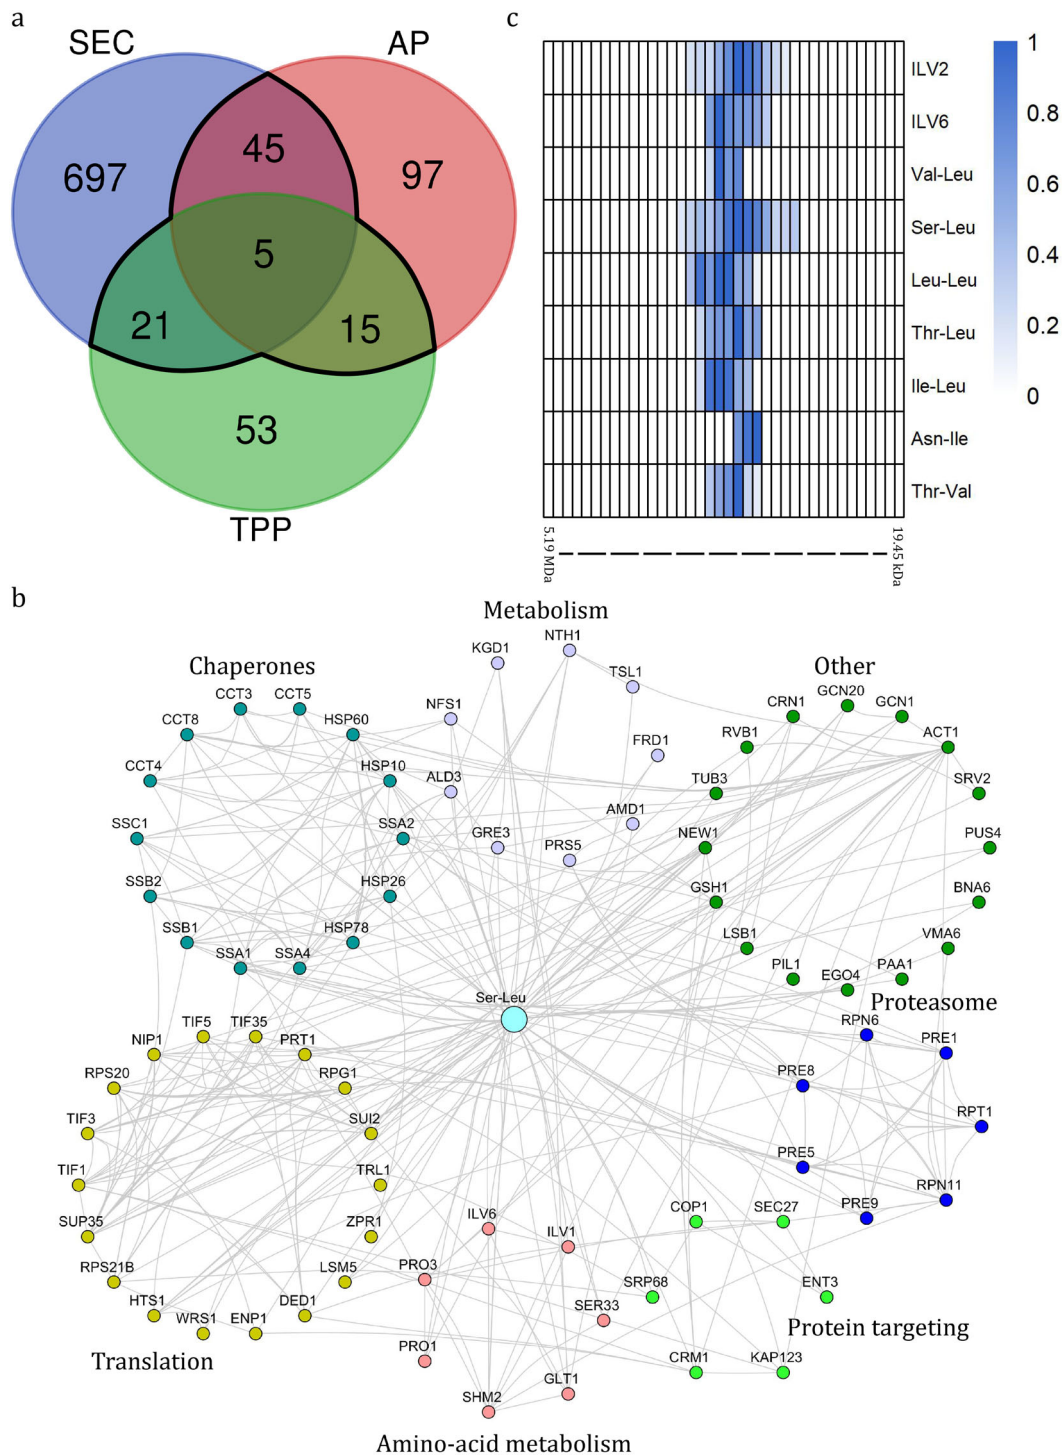 a
SEC
AP
697
45
97
5
21
15
53
TPP
c
ILV2
ILV6
Val-Leu
Ser-Leu
Leu-Leu
Thr-Leu
Ile-Leu
Asn-Ile
Thr-Val
1
0.8
0.6
0.4
0.2
0
5.19 MDa
19.45 kDa
b
Metabolism
KGD1
NTH1
TSL1
NFS1
FRD1
ALD3
AMD1
GRE3
PRS5
Chaperones
CCT3
CCT5
CCT8
HSP60
CCT4
HSP10
SSC1
SSA2
SSB2
HSP26
SSB1
HSP78
SSA1
SSA4
Other
CRN1
GCN20
GCN1
RVB1
ACT1
TUB3
SRV2
NEW1
PUS4
GSH1
BNA6
LSB1
VMA6
PIL1
EGO4
PAA1
Ser-Leu
Proteasome
RPN6
PRE1
PRE8
RPT1
PRE5
PRE9
RPN11
TIF5
TIF35
NIP1
PRT1
RPS20
RPG1
TIF3
SUI2
TIF1
TRL1
SUP35
ZPR1
RPS21B
LSM5
HTS1
WRS1
ENP1
DED1
Translation
ILV6
ILV1
PRO3
SER33
PRO1
GLT1
SHM2
Amino-acid metabolism
COP1
SEC27
SRP68
ENT3
CRM1
KAP123
Protein targeting